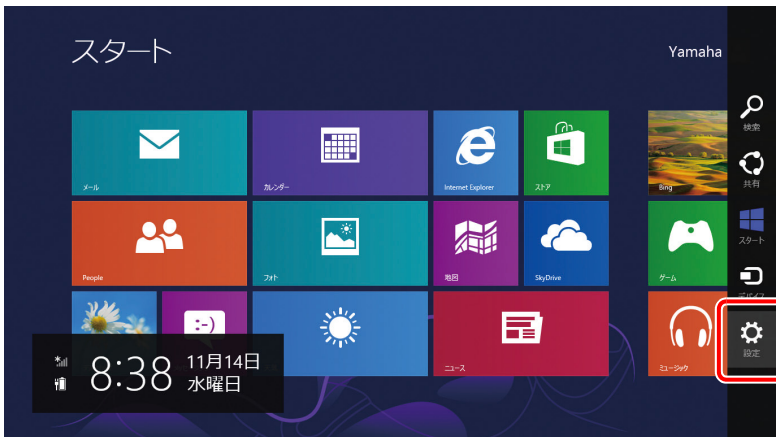 スタート
Yamaha
検索
メール
カレンダー
Internet Explorer
ストア
Bing
共有
スタート
People
フォト
地図
SkyDrive
ゲーム
デバイス
:-)
8:38
11月14日
水曜日
ニュース
ミュージック
設定